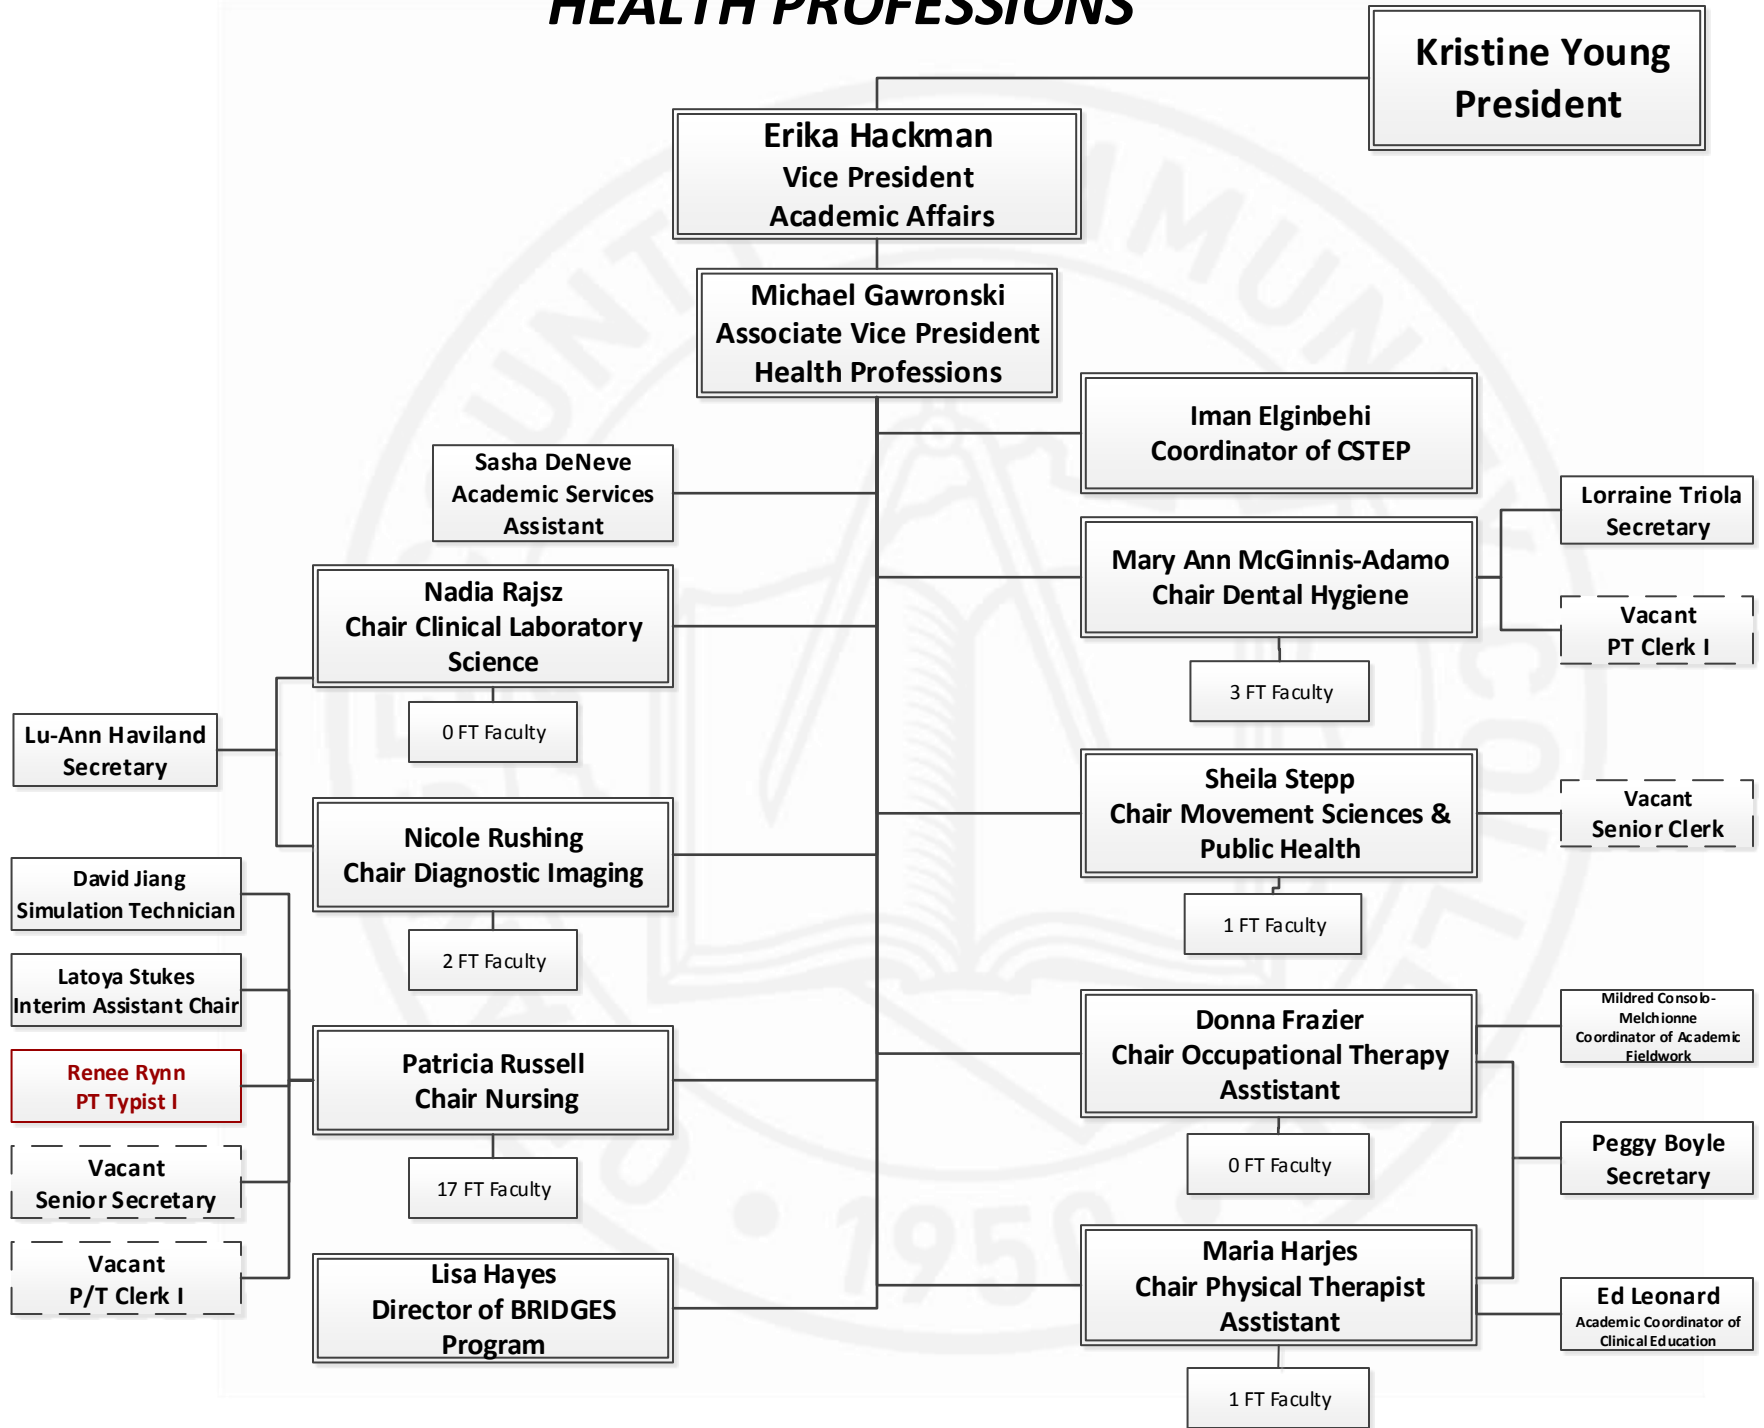 HEALTH PROFESSIONS
Kristine Young
President
Erika Hackman
Vice President
Academic Affairs
Michael Gawronski
Associate Vice President
Health Professions
Iman Elginbehi
Coordinator of CSTEP
Sasha DeNeve
Academic Services
Assistant
Lorraine Triola
Secretary
Mary Ann McGinnis-Adamo
Chair Dental Hygiene
Nadia Rajsz
Chair Clinical Laboratory
Science
Vacant
PT Clerk I
3 FT Faculty
0 FT Faculty
Lu-Ann Haviland
Secretary
Sheila Stepp
Chair Movement Sciences &
Public Health
Vacant
Senior Clerk
Nicole Rushing
Chair Diagnostic Imaging
David Jiang
Simulation Technician
1 FT Faculty
2 FT Faculty
Latoya Stukes
Interim Assistant Chair
Donna Frazier
Chair Occupational Therapy
Asstistant
Mildred Consolo-
Melchionne
Coordinator of Academic
Fieldwork
Patricia Russell
Chair Nursing
Renee Rynn
PT Typist I
0 FT Faculty
Peggy Boyle
Secretary
Vacant
Senior Secretary
17 FT Faculty
Vacant
P/T Clerk I
Lisa Hayes
Director of BRIDGES
Program
Maria Harjes
Chair Physical Therapist
Asstistant
Ed Leonard
Academic Coordinator of
Clinical Education
1 FT Faculty
UNTY COMMUNITY COLLE
• 1950 •